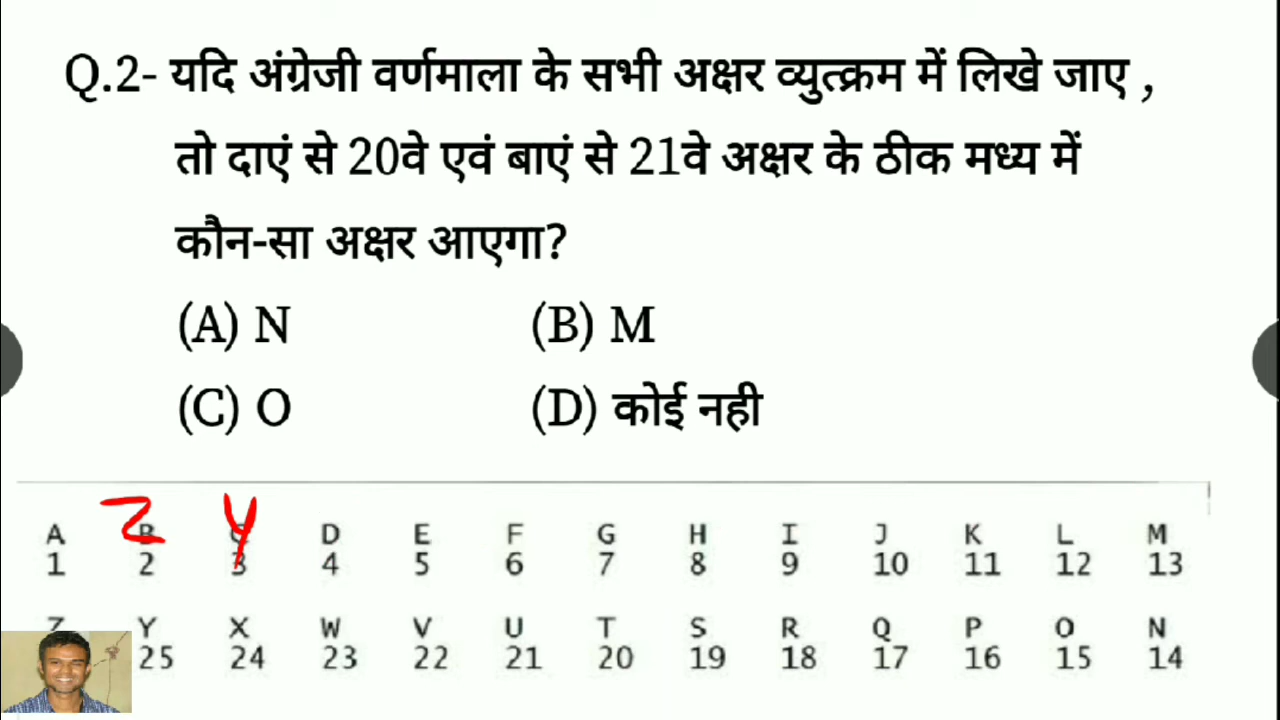 Q.2- यदि अंग्रेजी वर्णमाला के सभी अक्षर व्युत्क्रम में लिखे जाए ,
तो दाएं से 20वे एवं बाएं से 21वे अक्षर के ठीक मध्य में
कौन-सा अक्षर आएगा?
(A) N (B) M
(C) O (D) कोई नही
Z Y
A B C D E F G H I J K L M
1 2 3 4 5 6 7 8 9 10 11 12 13
Z Y X W V U T S R Q P O N
25 24 23 22 21 20 19 18 17 16 15 14